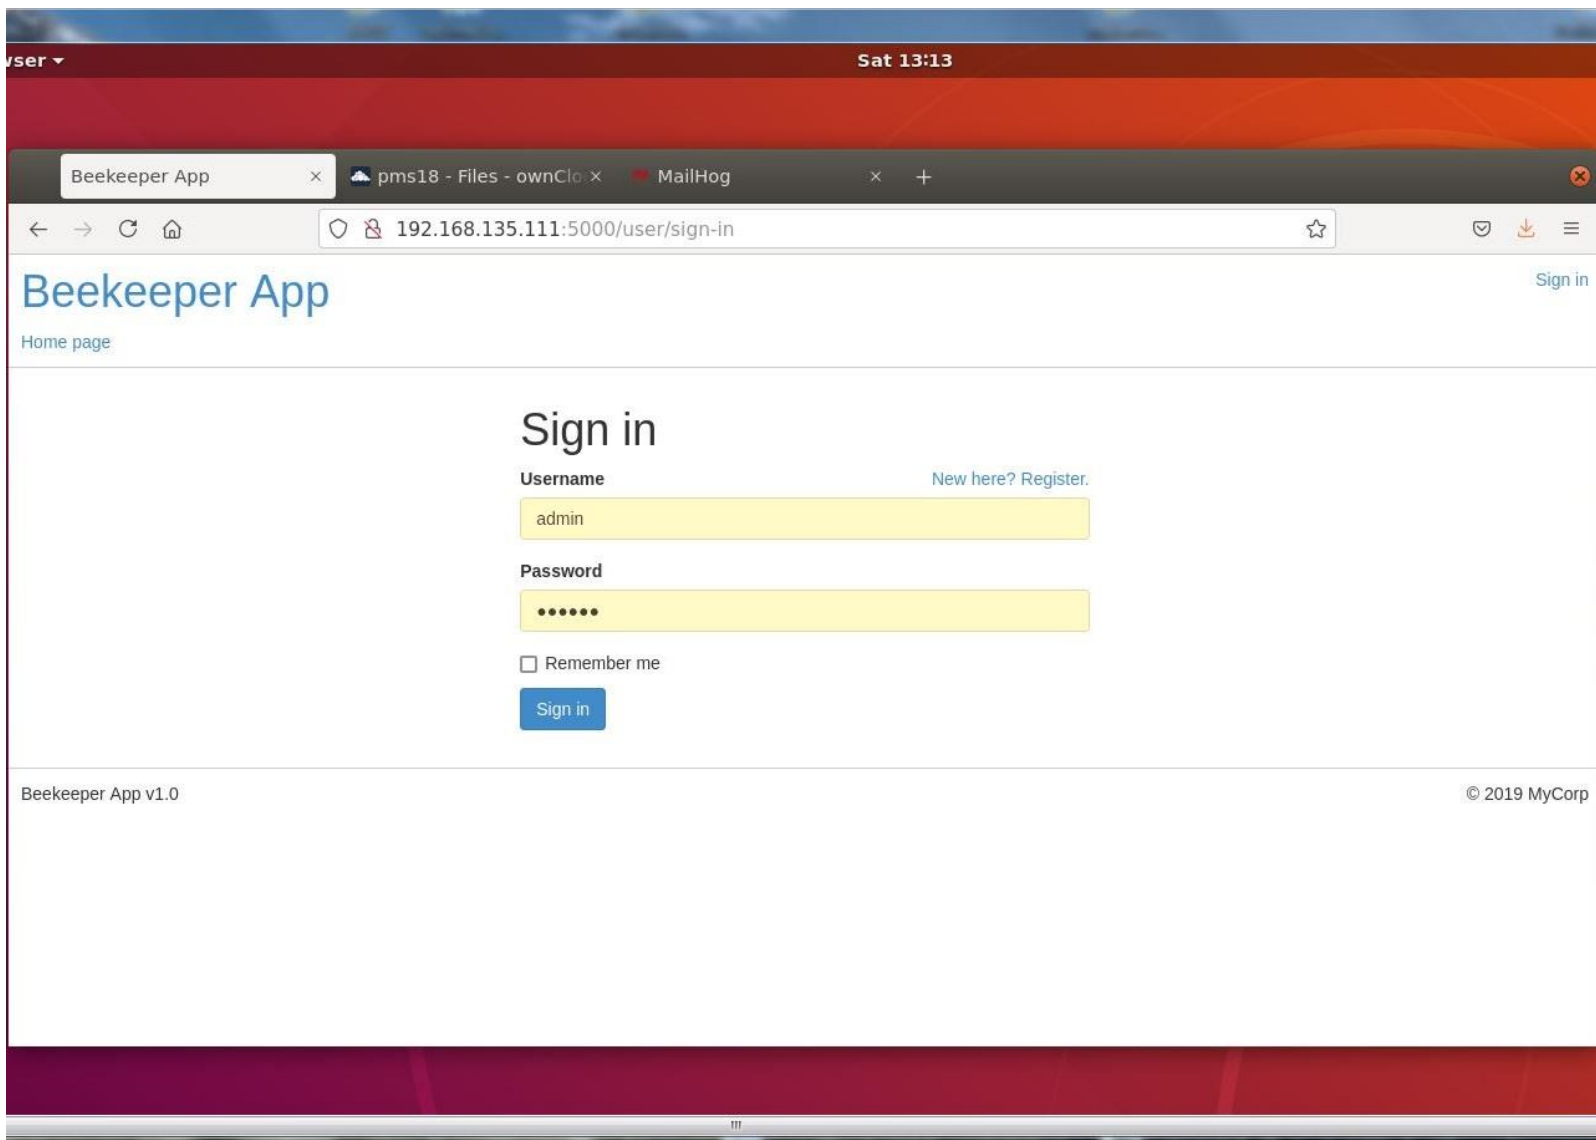 wser
Sat 13:13
Beekeeper App
pms18 - Files - ownClo
MailHog
192.168.135.111:5000/user/sign-in
Beekeeper App
Sign in
Home page
Sign in
Username
New here? Register.
admin
Password
••••••
Remember me
Sign in
Beekeeper App v1.0
© 2019 MyCorp